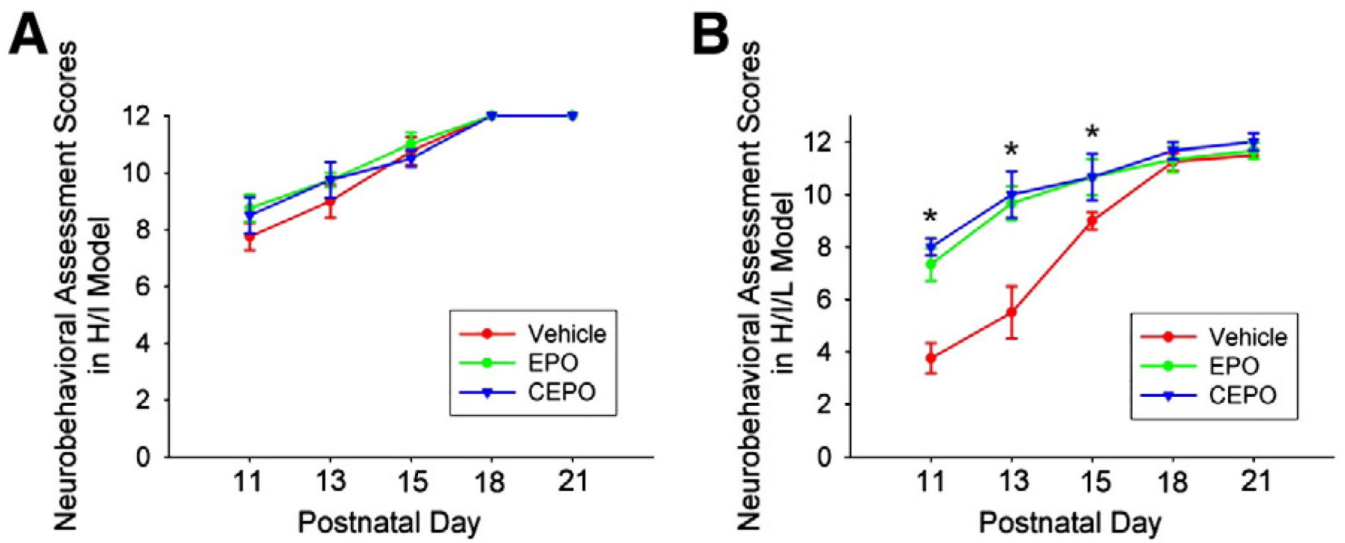 A
Neurobehavioral Assessment Scores
in H/I Model
12
10
8
6
4
2
0
11 13 15 18 21
Postnatal Day
Vehicle
EPO
CEPO
B
Neurobehavioral Assessment Scores
in H/I/L Model
12
10
8
6
4
2
0
* * *
11 13 15 18 21
Postnatal Day
Vehicle
EPO
CEPO